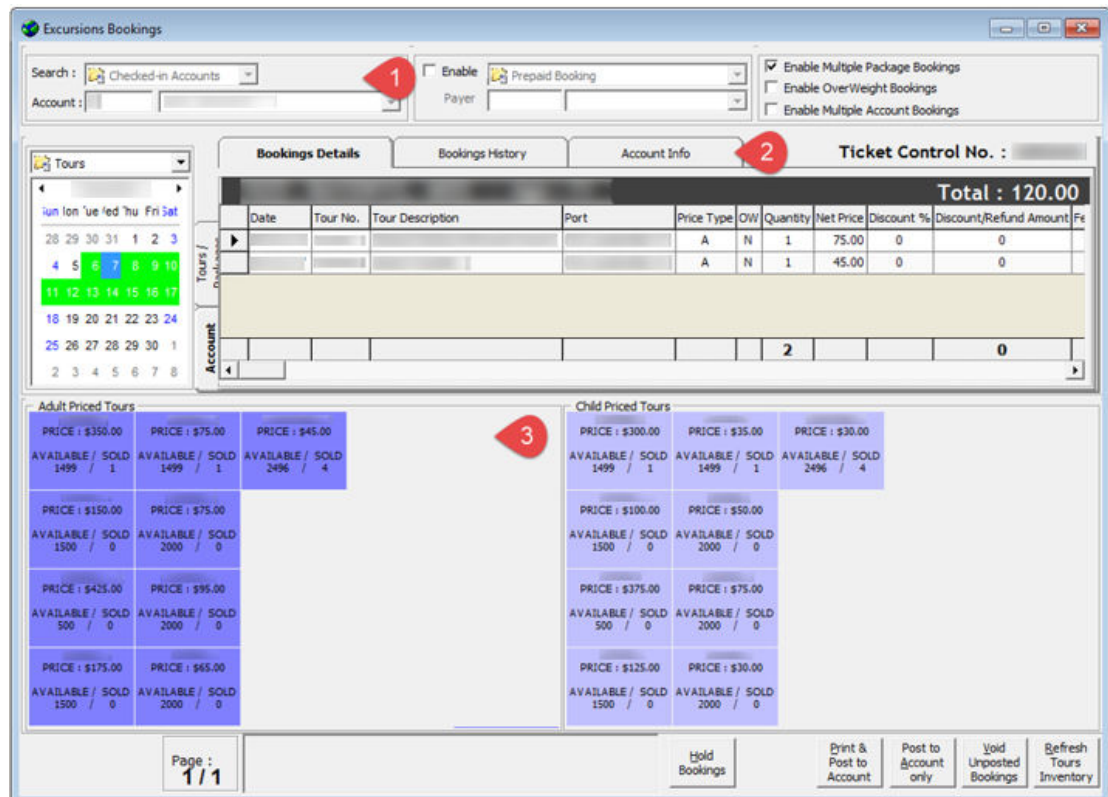 Excursions Bookings
Search : Checked-in Accounts
Account :
1
Enable Prepaid Booking
Payer
Enable Multiple Package Bookings
Enable OverWeight Bookings
Enable Multiple Account Bookings
Tours
Bookings Details Bookings History Account Info 2 Ticket Control No. :
Total : 120.00
Fri Sat
28 29 30 31 1 2 3
4 5 6 7 8 9 10
11 12 13 14 15 16 17
18 19 20 21 22 23 24
25 26 27 28 29 30 1
2 3 4 5 6 7 8
Tours /
Account
Date Tour No. Tour Description Port Price Type OW Quantity Net Price Discount % Discount/Refund Amount Fe
A N 1 75.00 0 0
A N 1 45.00 0 0
2 0
Adult Priced Tours
3
PRICE : $350.00 PRICE : $75.00 PRICE : $45.00
AVAILABLE / SOLD AVAILABLE / SOLD AVAILABLE / SOLD
1499 / 1 1499 / 1 2496 / 4
PRICE : $150.00 PRICE : $75.00
AVAILABLE / SOLD AVAILABLE / SOLD
1500 / 0 2000 / 0
PRICE : $425.00 PRICE : $95.00
AVAILABLE / SOLD AVAILABLE / SOLD
500 / 0 2000 / 0
PRICE : $175.00 PRICE : $65.00
AVAILABLE / SOLD AVAILABLE / SOLD
1500 / 0 2000 / 0
Child Priced Tours
PRICE : $300.00 PRICE : $35.00 PRICE : $30.00
AVAILABLE / SOLD AVAILABLE / SOLD AVAILABLE / SOLD
1499 / 1 1499 / 1 2496 / 4
PRICE : $100.00 PRICE : $50.00
AVAILABLE / SOLD AVAILABLE / SOLD
1500 / 0 2000 / 0
PRICE : $375.00 PRICE : $75.00
AVAILABLE / SOLD AVAILABLE / SOLD
500 / 0 2000 / 0
PRICE : $125.00 PRICE : $30.00
AVAILABLE / SOLD AVAILABLE / SOLD
1500 / 0 2000 / 0
Page :
1 / 1
Hold
Bookings
Print &
Post to
Account
Post to
Account
only
Void
Unposted
Bookings
Refresh
Tours
Inventory